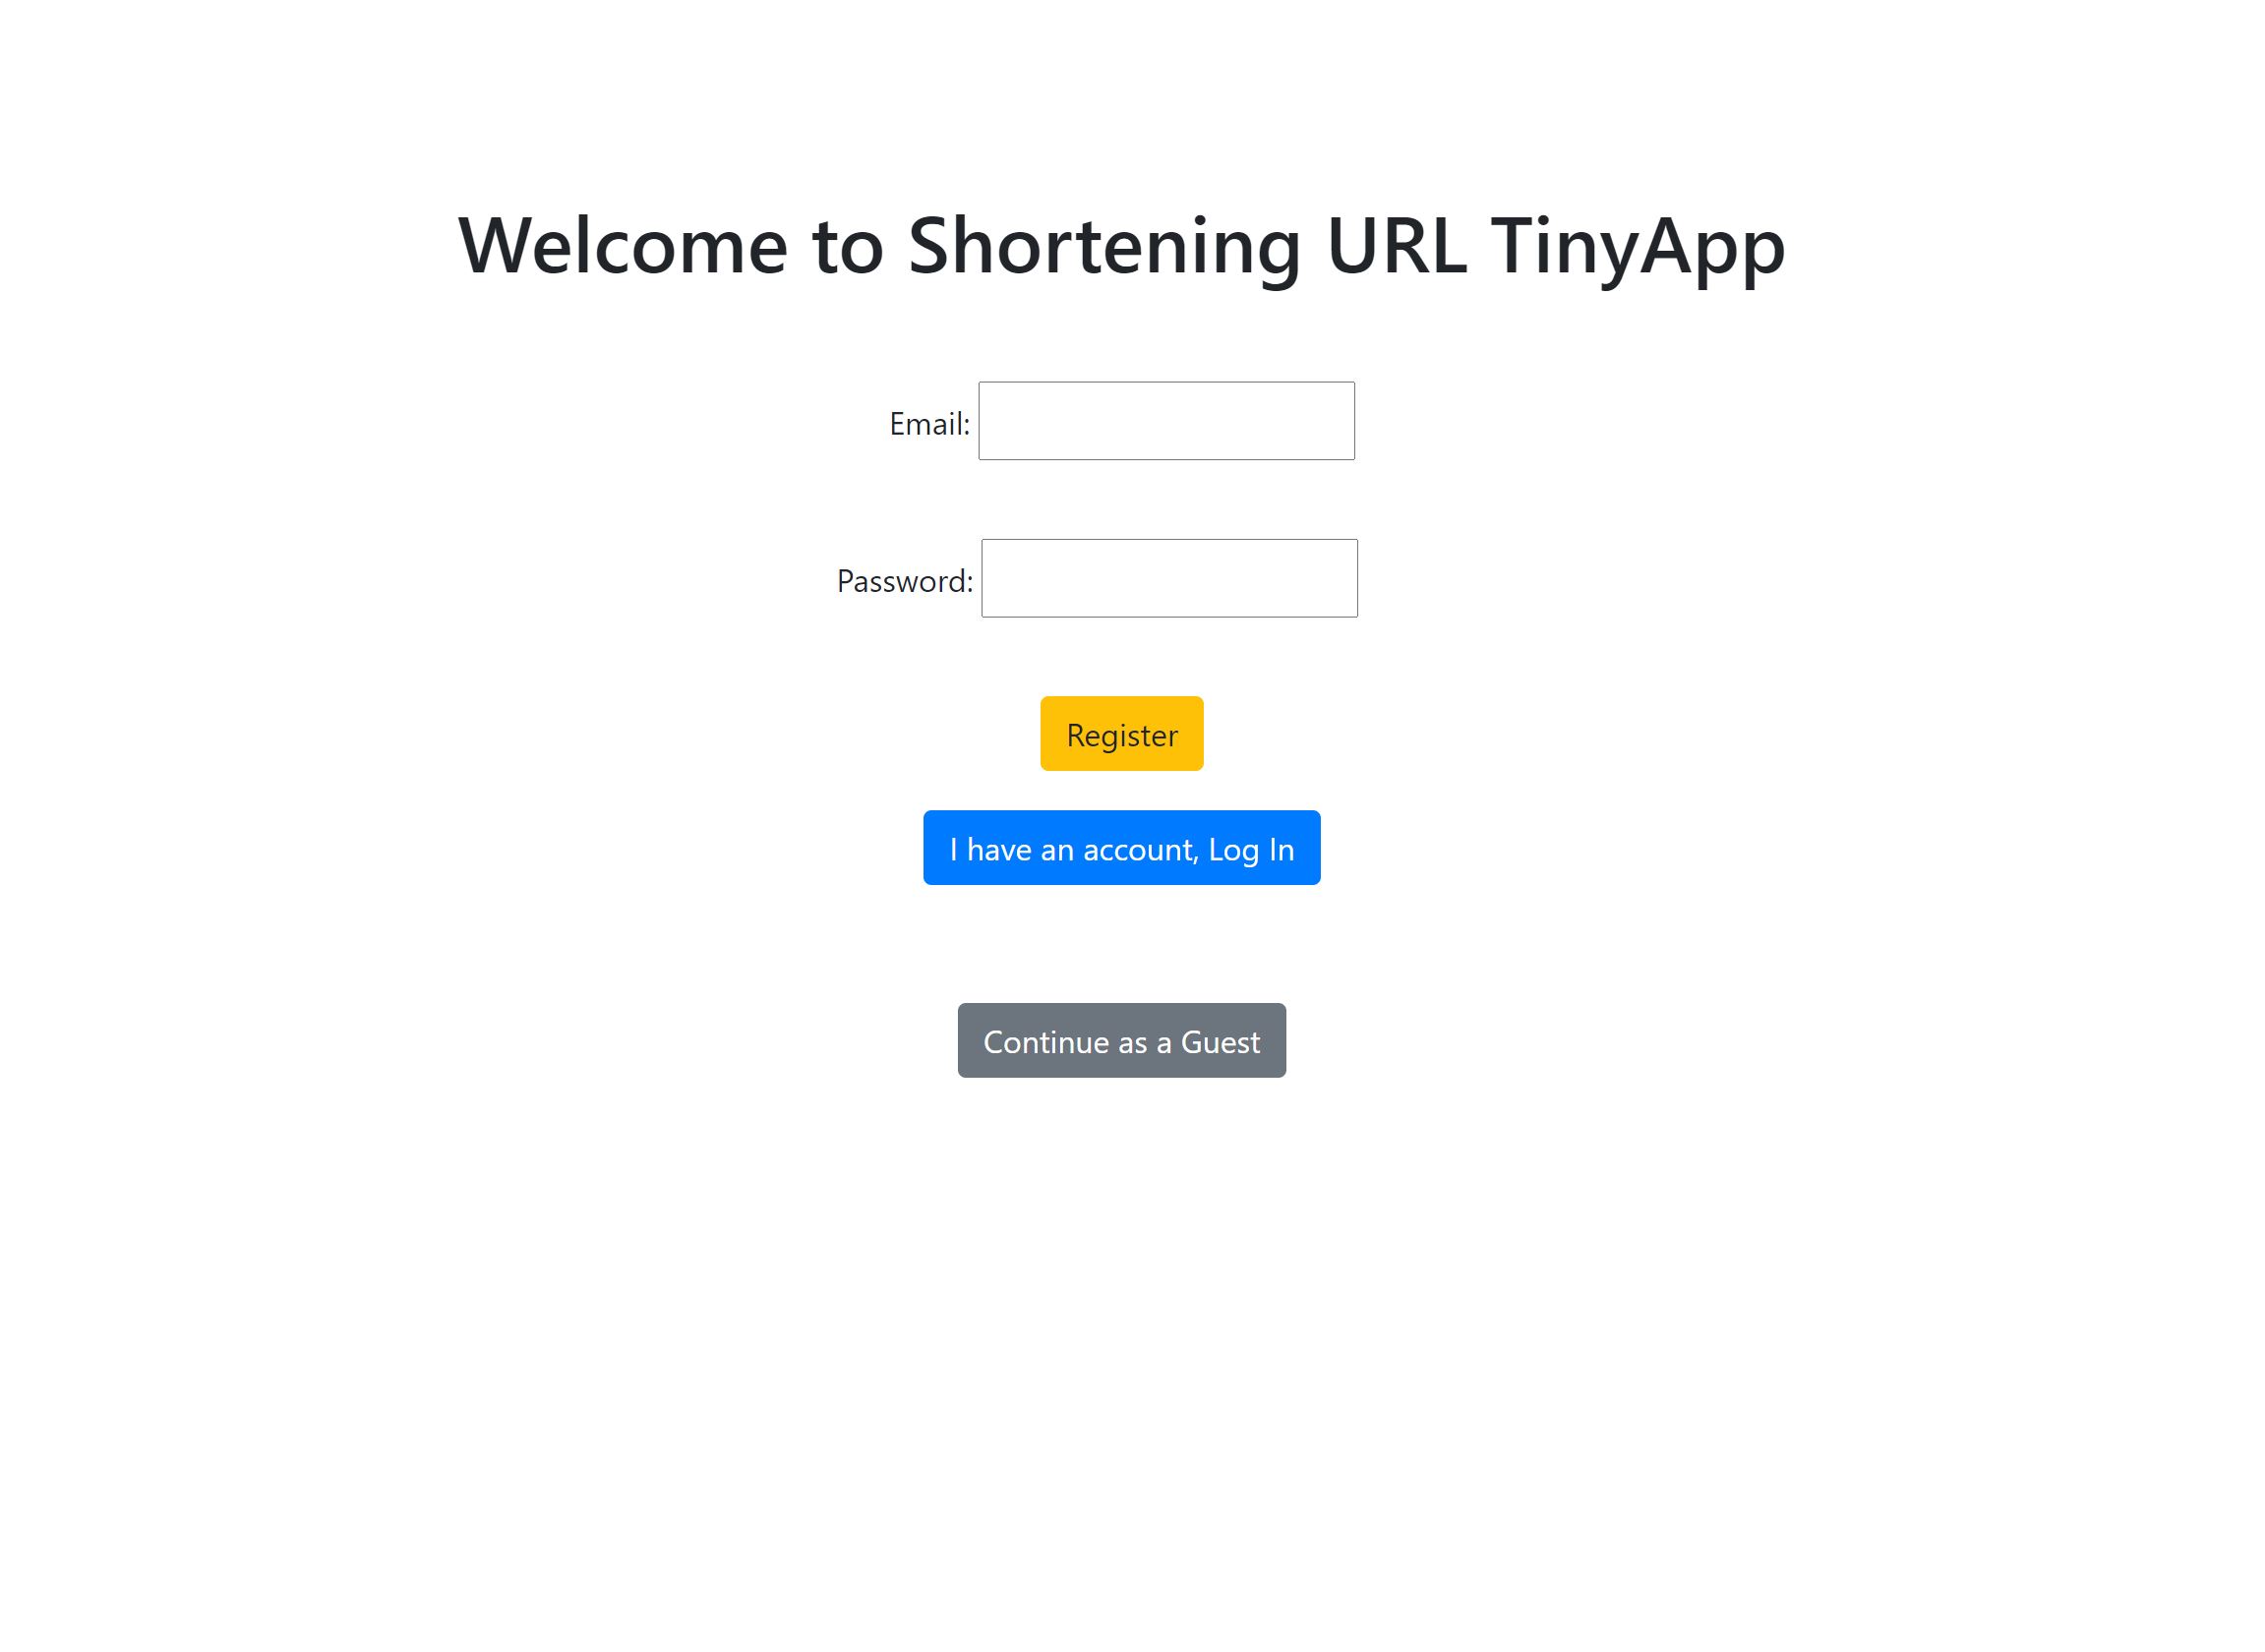 Welcome to Shortening URL TinyApp
Email:
Password:
Register
I have an account, Log In
Continue as a Guest